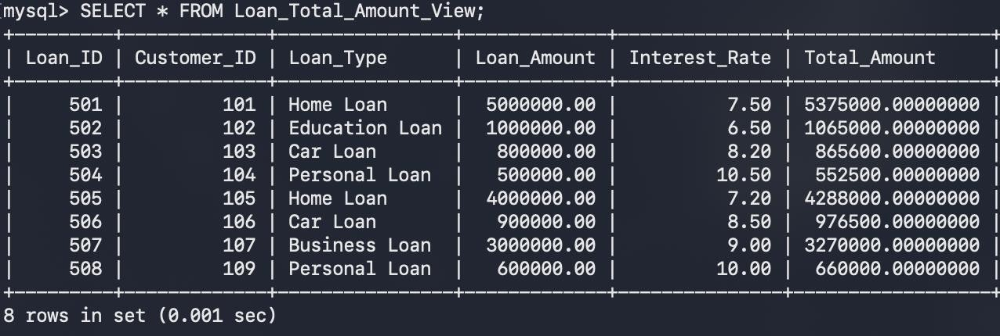 mysql> SELECT * FROM Loan_Total_Amount_View;
+---------+-------------+----------------+-------------+---------------+------------------+
| Loan_ID | Customer_ID | Loan_Type      | Loan_Amount | Interest_Rate | Total_Amount     |
+---------+-------------+----------------+-------------+---------------+------------------+
|     501 |         101 | Home Loan      |  5000000.00 |          7.50 | 5375000.00000000 |
|     502 |         102 | Education Loan |  1000000.00 |          6.50 | 1065000.00000000 |
|     503 |         103 | Car Loan       |   800000.00 |          8.20 |  865600.00000000 |
|     504 |         104 | Personal Loan  |   500000.00 |         10.50 |  552500.00000000 |
|     505 |         105 | Home Loan      |  4000000.00 |          7.20 | 4288000.00000000 |
|     506 |         106 | Car Loan       |   900000.00 |          8.50 |  976500.00000000 |
|     507 |         107 | Business Loan  |  3000000.00 |          9.00 | 3270000.00000000 |
|     508 |         109 | Personal Loan  |   600000.00 |         10.00 |  660000.00000000 |
+---------+-------------+----------------+-------------+---------------+------------------+
8 rows in set (0.001 sec)